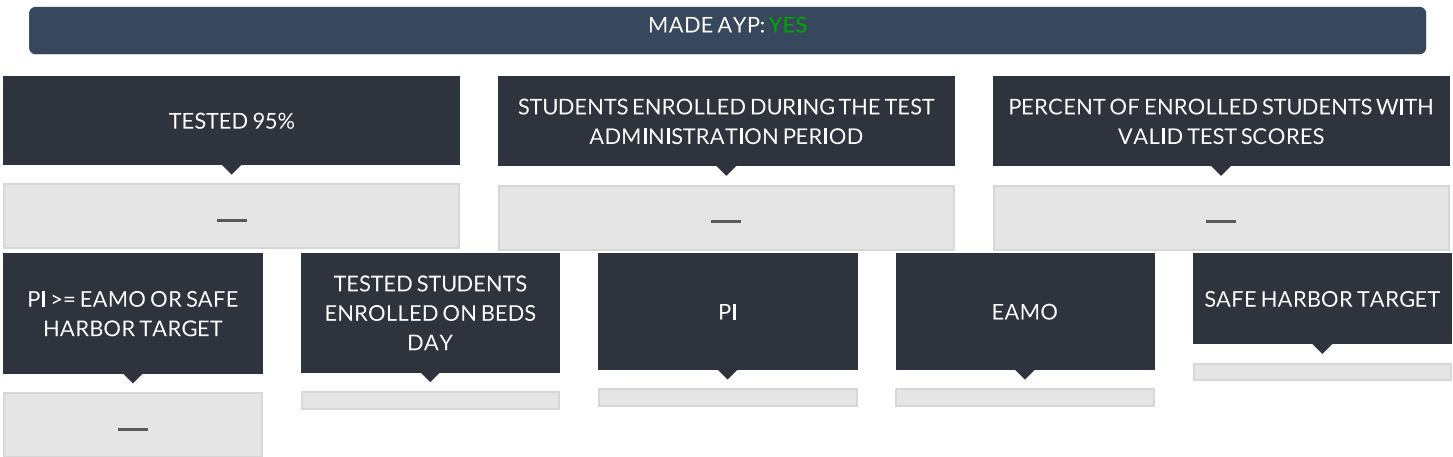 MADE AYP: YES
TESTED 95%
STUDENTS ENROLLED DURING THE TEST
ADMINISTRATION PERIOD
PERCENT OF ENROLLED STUDENTS WITH
VALID TEST SCORES
—
—
—
PI >= EAMO OR SAFE
HARBOR TARGET
TESTED STUDENTS
ENROLLED ON BEDS
DAY
PI
EAMO
SAFE HARBOR TARGET
—